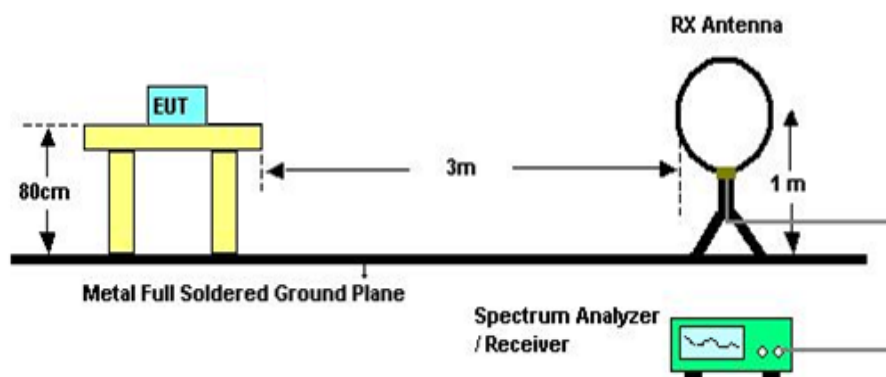 RX Antenna
EUT
3m
80cm
1 m
Metal Full Soldered Ground Plane
Spectrum Analyzer
/ Receiver